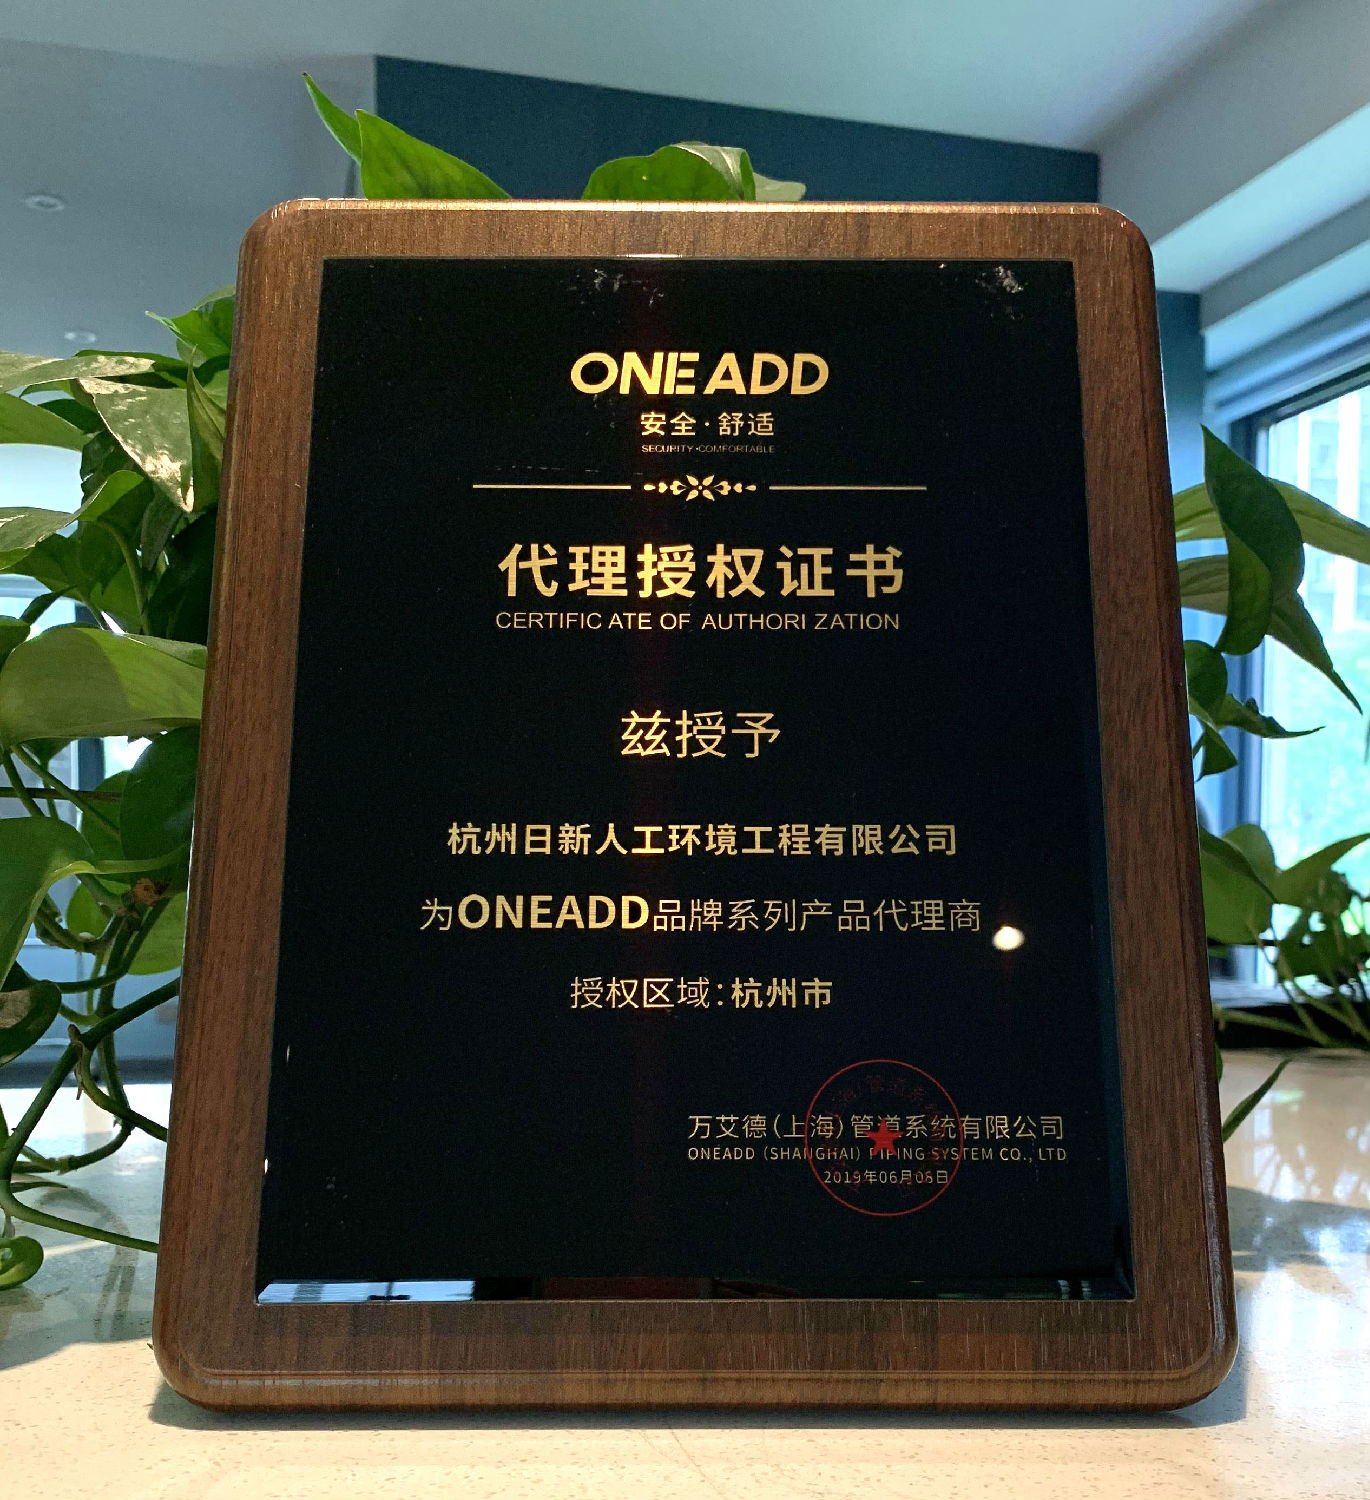 ONE ADD
安全·舒适
SECURITY·COMFORTABLE
代理授权证书
CERTIFIC ATE OF AUTHORI ZATION
兹授予
杭州日新人工环境工程有限公司
为ONEADD品牌系列产品代理商
授权区域：杭州市
万艾德（上海）管道系统有限公司
ONEADD (SHANGHAI) PIPING SYSTEM CO., LTD
2019年06月08日